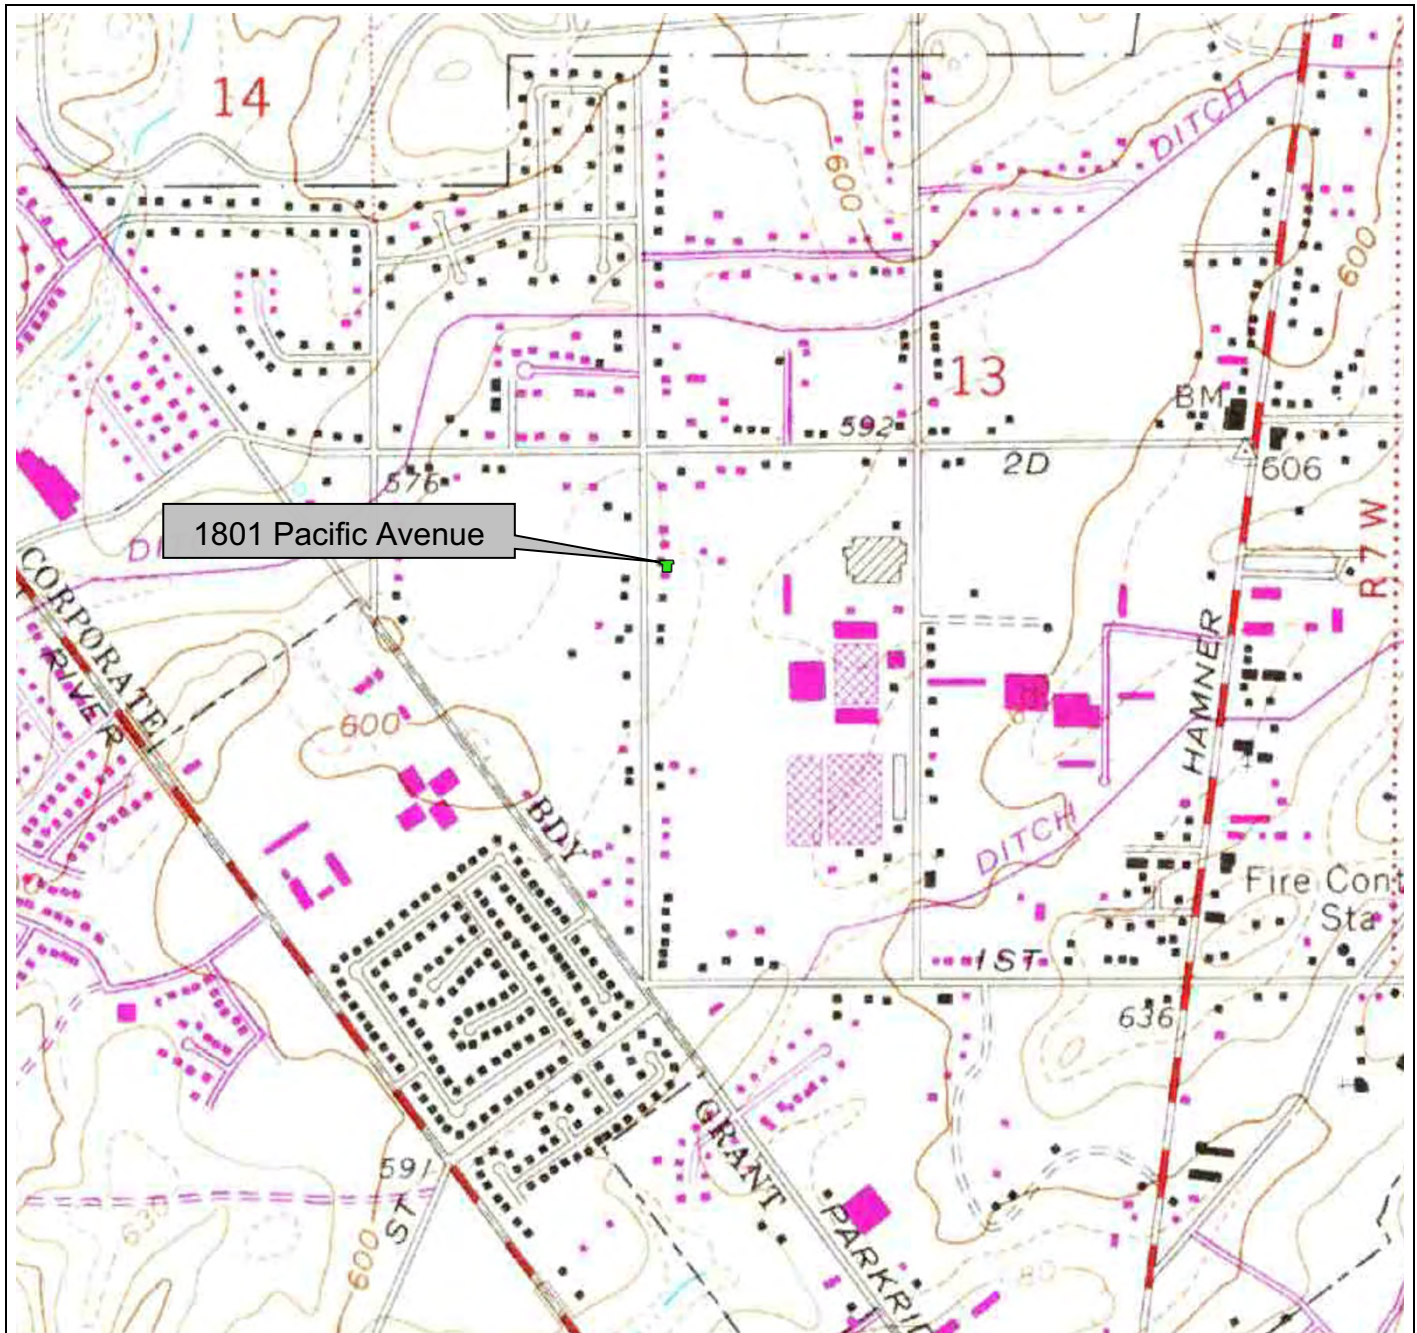 14
DITCH
600
600
13
BM
592
2D
576
606
1801 Pacific Avenue
R 7 W
CORPORATE
RIVER
HAMNER
600
BDY
DITCH
Fire Cont
Sta
1ST
636
GRANT
591
ST
600
630
PARKRI